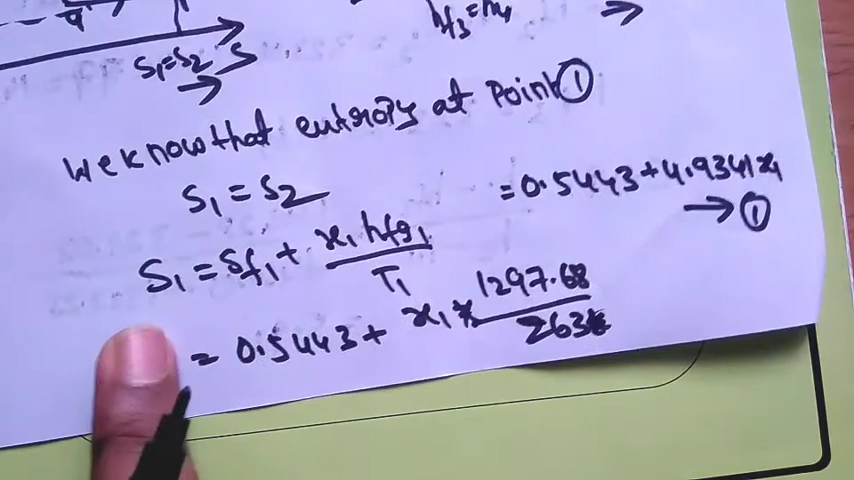 S₁=S₂ S
hf₃=h₄
We know that entropy at Point ①
S₁ = S₂
= 0.5443 + 4.9341x₁
→ ①
S₁ = Sf₁ + x₁ hfg₁ / T₁
= 0.5443 + x₁ × 1297.68 / 263